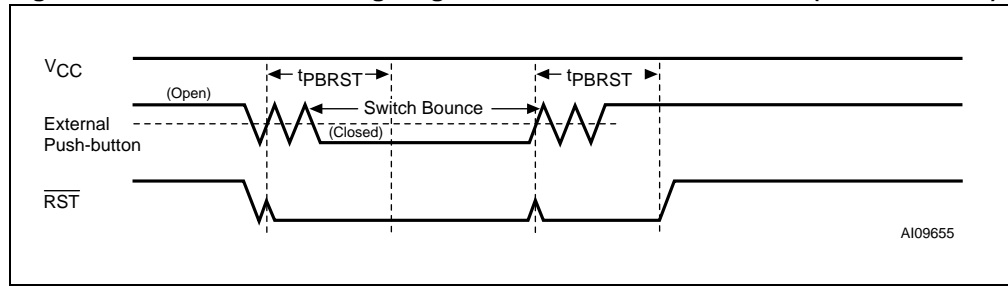 VCC
tPBRST
tPBRST
(Open)
Switch Bounce
External
Push-button
(Closed)
RST
AI09655